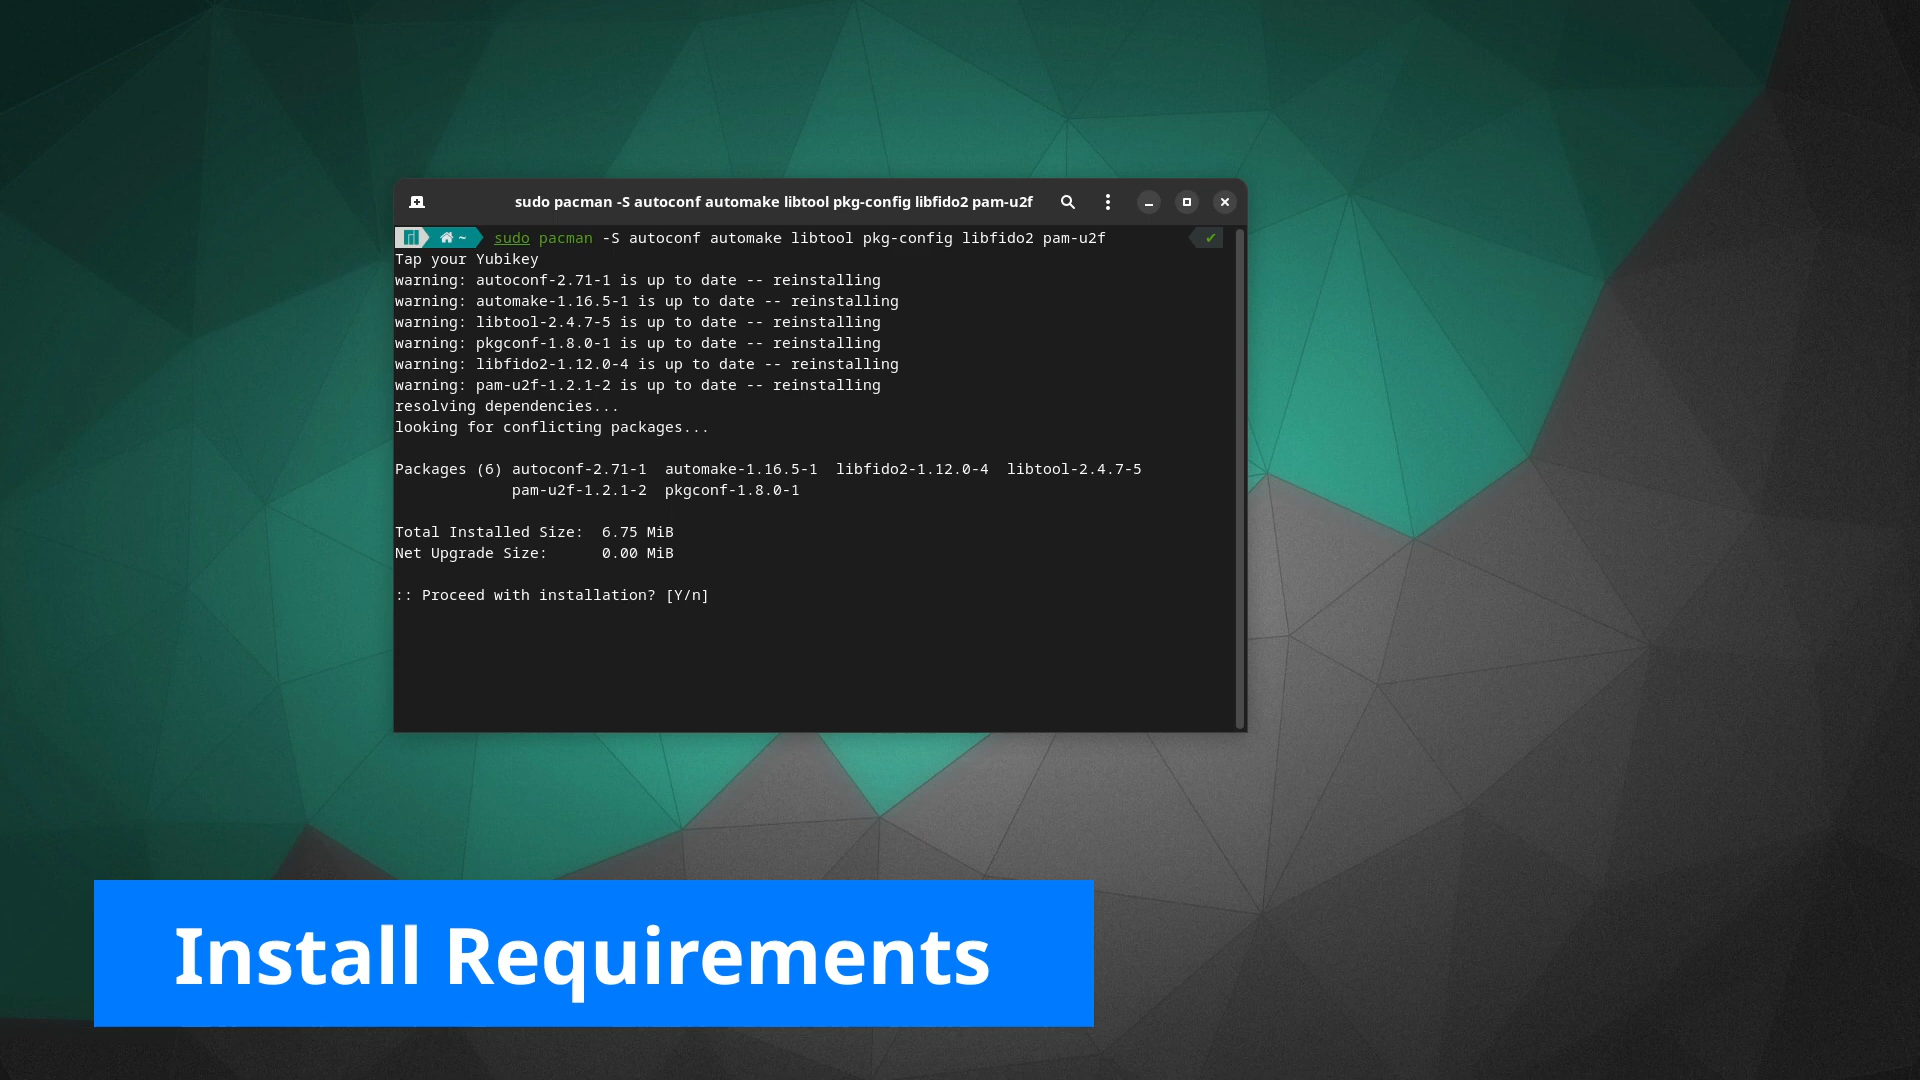 sudo pacman -S autoconf automake libtool pkg-config libfido2 pam-u2f
~ sudo pacman -S autoconf automake libtool pkg-config libfido2 pam-u2f ✔
Tap your Yubikey
warning: autoconf-2.71-1 is up to date -- reinstalling
warning: automake-1.16.5-1 is up to date -- reinstalling
warning: libtool-2.4.7-5 is up to date -- reinstalling
warning: pkgconf-1.8.0-1 is up to date -- reinstalling
warning: libfido2-1.12.0-4 is up to date -- reinstalling
warning: pam-u2f-1.2.1-2 is up to date -- reinstalling
resolving dependencies...
looking for conflicting packages...
Packages (6) autoconf-2.71-1  automake-1.16.5-1  libfido2-1.12.0-4  libtool-2.4.7-5
pam-u2f-1.2.1-2  pkgconf-1.8.0-1
Total Installed Size:  6.75 MiB
Net Upgrade Size:      0.00 MiB
:: Proceed with installation? [Y/n]
Install Requirements